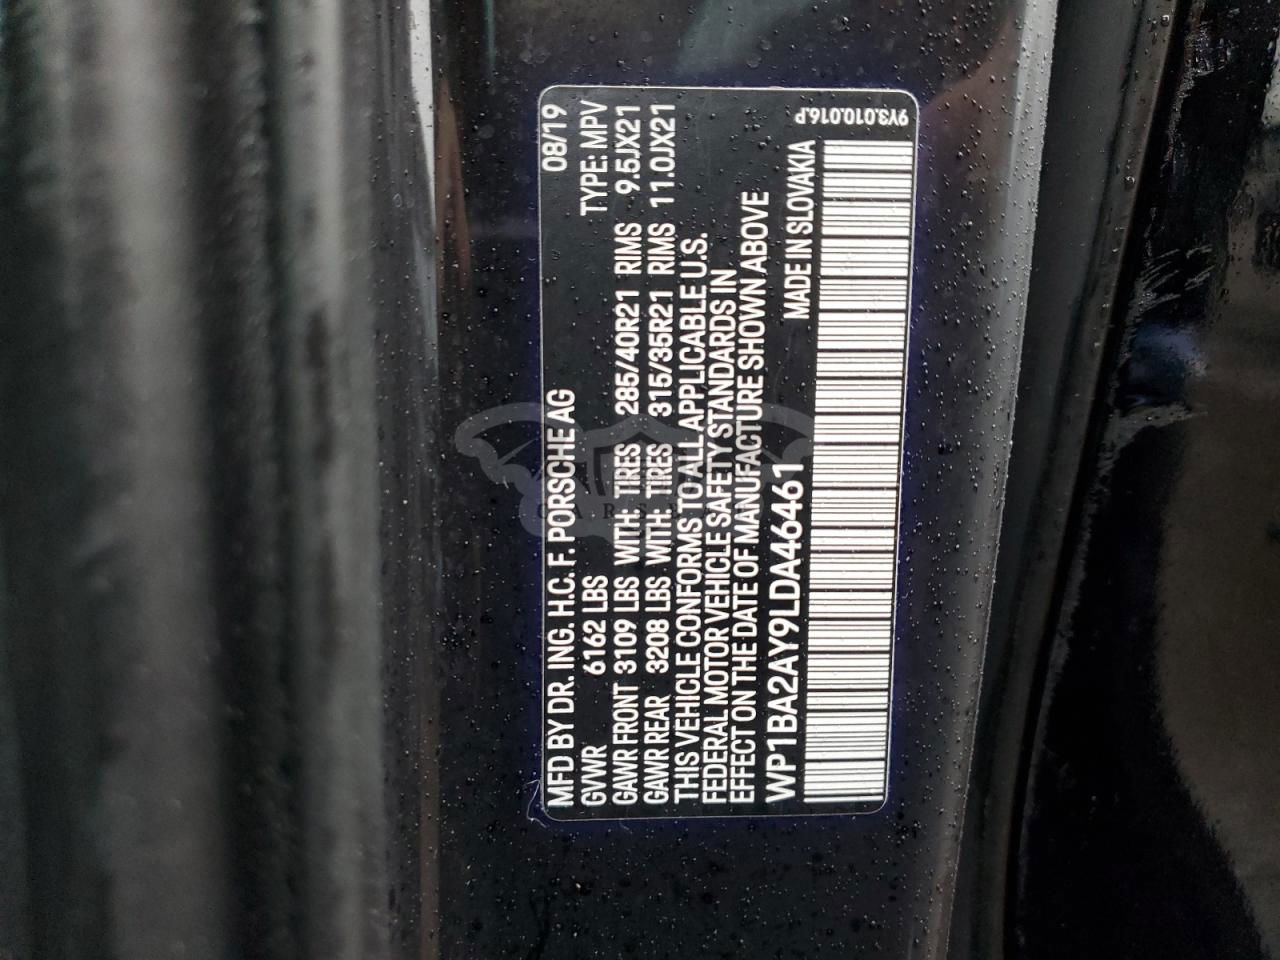 MFD BY DR. ING. H.C. F. PORSCHE AG 08/19
GVWR 6162 LBS TYPE: MPV
GAWR FRONT 3109 LBS WITH: TIRES 285/40R21 RIMS 9.5JX21
GAWR REAR 3208 LBS WITH: TIRES 315/35R21 RIMS 11.0JX21
THIS VEHICLE CONFORMS TO ALL APPLICABLE U.S.
FEDERAL MOTOR VEHICLE SAFETY STANDARDS IN
EFFECT ON THE DATE OF MANUFACTURE SHOWN ABOVE
WP1BA2AY9LDA46461 MADE IN SLOVAKIA
9Y3.010.016.P